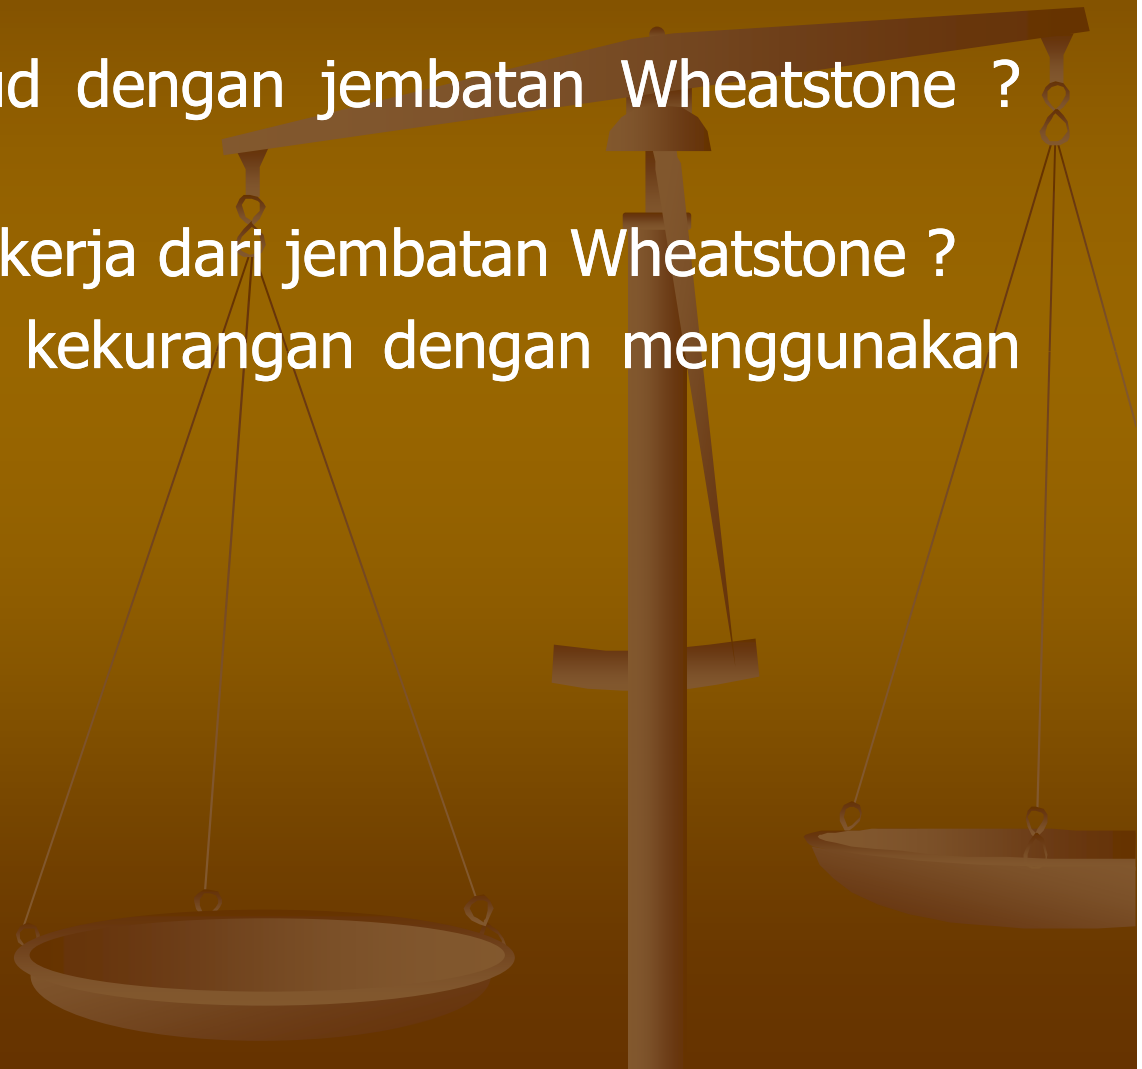 dengan jembatan Wheatstone ?
kerja dari jembatan Wheatstone ?
kekurangan dengan menggunakan